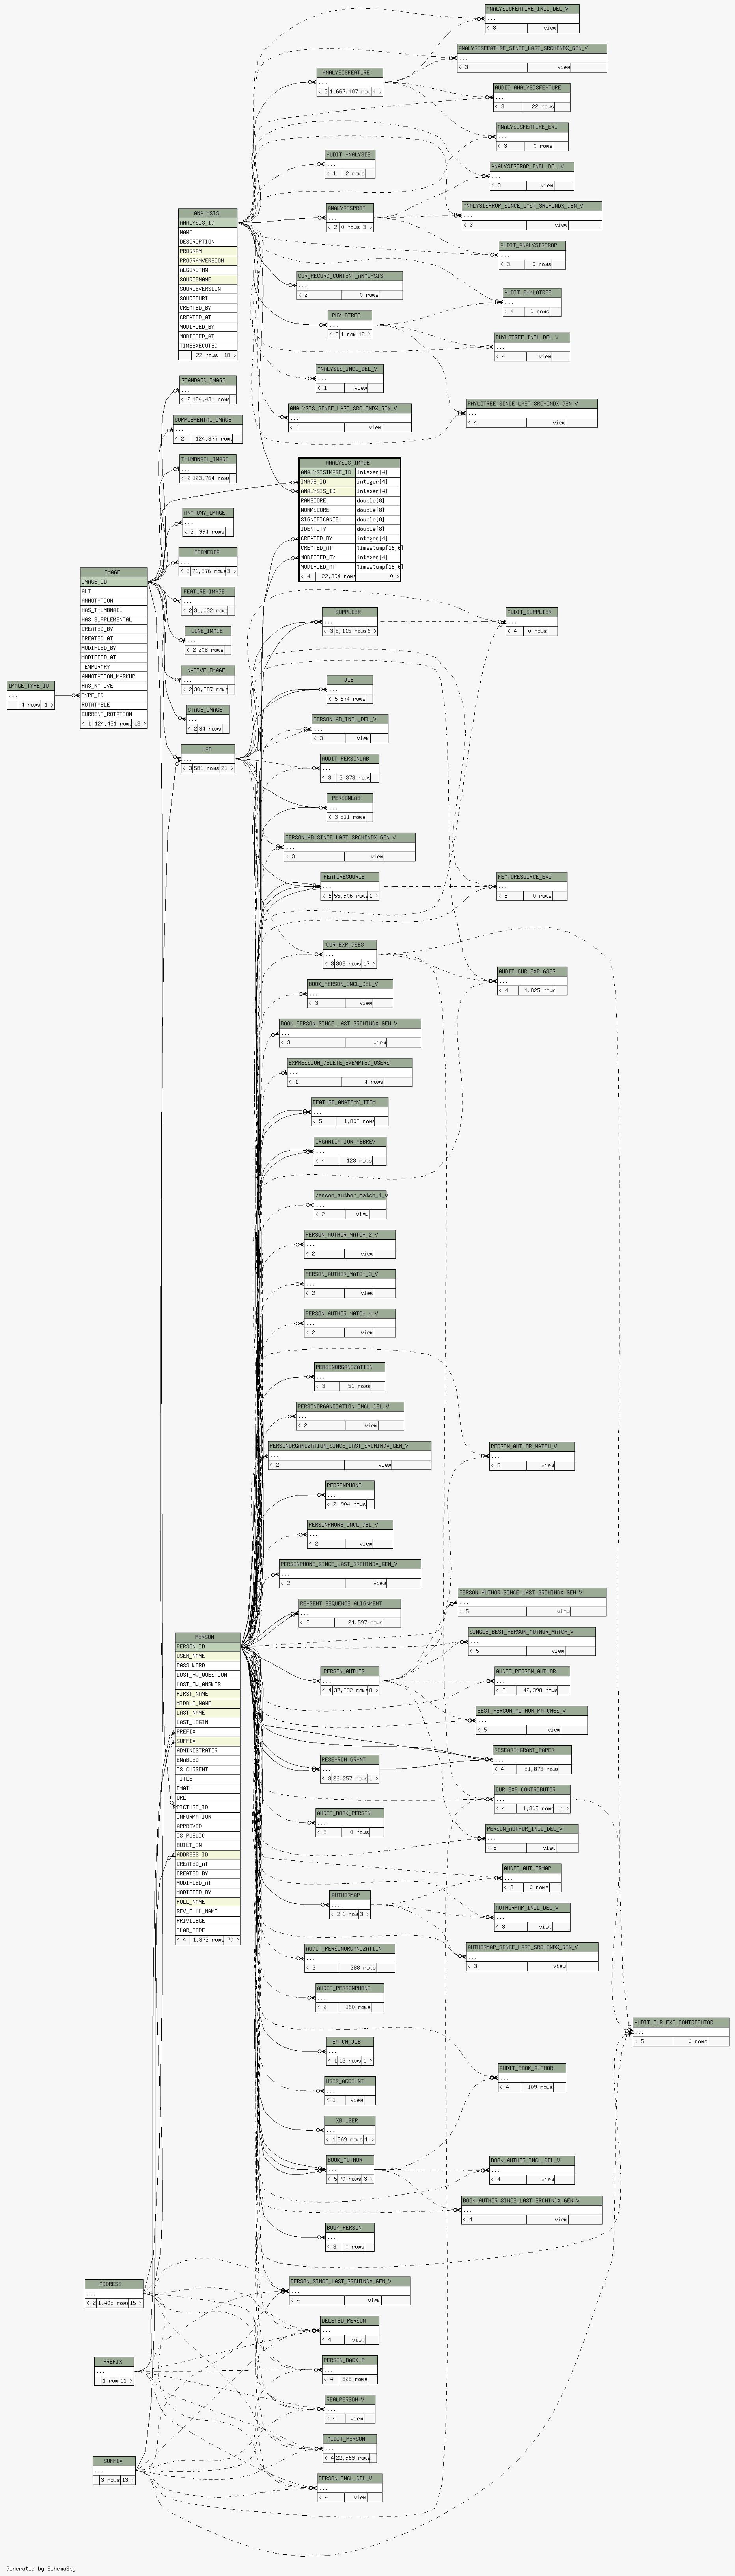 ANALYSISFEATURE_INCL_DEL_V
...
< 3 view
ANALYSISFEATURE_SINCE_LAST_SRCHINDX_GEN_V
...
< 3 view
ANALYSISFEATURE
...
< 2 1,667,407 row 4 >
AUDIT_ANALYSISFEATURE
...
< 3 22 rows
ANALYSISFEATURE_EXC
...
< 3 0 rows
AUDIT_ANALYSIS
...
< 1 2 rows
ANALYSISPROP_INCL_DEL_V
...
< 3 view
ANALYSISPROP
...
< 2 0 rows 3 >
ANALYSISPROP_SINCE_LAST_SRCHINDX_GEN_V
...
< 3 view
ANALYSIS
ANALYSIS_ID
NAME
DESCRIPTION
PROGRAM
PROGRAMVERSION
ALGORITHM
SOURCENAME
SOURCEVERSION
SOURCEURI
CREATED_BY
CREATED_AT
MODIFIED_BY
MODIFIED_AT
TIMEEXECUTED
22 rows 18 >
AUDIT_ANALYSISPROP
...
< 3 0 rows
CUR_RECORD_CONTENT_ANALYSIS
...
< 2 0 rows
AUDIT_PHYLOTREE
...
< 4 0 rows
PHYLOTREE
...
< 3 1 row 12 >
PHYLOTREE_INCL_DEL_V
...
< 4 view
ANALYSIS_INCL_DEL_V
...
< 1 view
STANDARD_IMAGE
...
< 2 124,431 rows
ANALYSIS_SINCE_LAST_SRCHINDX_GEN_V
...
< 1 view
PHYLOTREE_SINCE_LAST_SRCHINDX_GEN_V
...
< 4 view
SUPPLEMENTAL_IMAGE
...
< 2 124,377 rows
THUMBNAIL_IMAGE
...
< 2 123,764 rows
ANALYSIS_IMAGE
ANALYSISIMAGE_ID integer[4]
IMAGE_ID integer[4]
ANALYSIS_ID integer[4]
RAWSCORE double[8]
NORMSCORE double[8]
SIGNIFICANCE double[8]
IDENTITY double[8]
CREATED_BY integer[4]
CREATED_AT timestamp[16,6]
MODIFIED_BY integer[4]
MODIFIED_AT timestamp[16,6]
< 4 22,394 rows 0 >
ANATOMY_IMAGE
...
< 2 994 rows
BIOMEDIA
...
< 3 71,376 rows 3 >
IMAGE
IMAGE_ID
ALT
ANNOTATION
HAS_THUMBNAIL
HAS_SUPPLEMENTAL
CREATED_BY
CREATED_AT
MODIFIED_BY
MODIFIED_AT
TEMPORARY
ANNOTATION_MARKUP
HAS_NATIVE
TYPE_ID
ROTATABLE
CURRENT_ROTATION
< 1 124,431 rows 12 >
FEATURE_IMAGE
...
< 2 31,032 rows
LINE_IMAGE
...
< 2 208 rows
NATIVE_IMAGE
...
< 2 30,887 rows
IMAGE_TYPE_ID
...
4 rows 1 >
STAGE_IMAGE
...
< 2 34 rows
LAB
...
< 3 581 rows 21 >
SUPPLIER
...
< 3 5,115 rows 6 >
AUDIT_SUPPLIER
...
< 4 0 rows
JOB
...
< 5 674 rows
PERSONLAB_INCL_DEL_V
...
< 3 view
AUDIT_PERSONLAB
...
< 3 2,373 rows
PERSONLAB
...
< 3 811 rows
PERSONLAB_SINCE_LAST_SRCHINDX_GEN_V
...
< 3 view
FEATURESOURCE
...
< 6 55,906 rows 1 >
FEATURESOURCE_EXC
...
< 5 0 rows
CUR_EXP_GSES
...
< 3 302 rows 17 >
AUDIT_CUR_EXP_GSES
...
< 4 1,825 rows
BOOK_PERSON_INCL_DEL_V
...
< 3 view
BOOK_PERSON_SINCE_LAST_SRCHINDX_GEN_V
...
< 3 view
EXPRESSION_DELETE_EXEMPTED_USERS
...
< 1 4 rows
FEATURE_ANATOMY_ITEM
...
< 5 1,808 rows
ORGANIZATION_ABBREV
...
< 4 123 rows
person_author_match_1_v
...
< 2 view
PERSON_AUTHOR_MATCH_2_V
...
< 2 view
PERSON_AUTHOR_MATCH_3_V
...
< 2 view
PERSON_AUTHOR_MATCH_4_V
...
< 2 view
PERSONORGANIZATION
...
< 3 51 rows
PERSONORGANIZATION_INCL_DEL_V
...
< 2 view
PERSONORGANIZATION_SINCE_LAST_SRCHINDX_GEN_V
...
< 2 view
PERSON_AUTHOR_MATCH_V
...
< 5 view
PERSONPHONE
...
< 2 904 rows
PERSONPHONE_INCL_DEL_V
...
< 2 view
PERSONPHONE_SINCE_LAST_SRCHINDX_GEN_V
...
< 2 view
REAGENT_SEQUENCE_ALIGNMENT
...
< 5 24,597 rows
PERSON_AUTHOR_SINCE_LAST_SRCHINDX_GEN_V
...
< 5 view
SINGLE_BEST_PERSON_AUTHOR_MATCH_V
...
< 5 view
PERSON
PERSON_ID
USER_NAME
PASS_WORD
LOST_PW_QUESTION
LOST_PW_ANSWER
FIRST_NAME
MIDDLE_NAME
LAST_NAME
LAST_LOGIN
PREFIX
SUFFIX
ADMINISTRATOR
ENABLED
IS_CURRENT
TITLE
EMAIL
URL
PICTURE_ID
INFORMATION
APPROVED
IS_PUBLIC
BUILT_IN
ADDRESS_ID
CREATED_AT
CREATED_BY
MODIFIED_AT
MODIFIED_BY
FULL_NAME
REV_FULL_NAME
PRIVILEGE
ILAR_CODE
< 4 1,873 rows 70 >
PERSON_AUTHOR
...
< 4 37,532 rows 8 >
AUDIT_PERSON_AUTHOR
...
< 5 42,398 rows
BEST_PERSON_AUTHOR_MATCHES_V
...
< 5 view
RESEARCH_GRANT
...
< 3 26,257 rows 1 >
RESEARCHGRANT_PAPER
...
< 4 51,873 rows
CUR_EXP_CONTRIBUTOR
...
< 4 1,309 rows 1 >
AUDIT_BOOK_PERSON
...
< 3 0 rows
PERSON_AUTHOR_INCL_DEL_V
...
< 5 view
AUDIT_AUTHORMAP
...
< 3 0 rows
AUTHORMAP
...
< 2 1 row 3 >
AUTHORMAP_INCL_DEL_V
...
< 3 view
AUDIT_PERSONORGANIZATION
...
< 2 288 rows
AUTHORMAP_SINCE_LAST_SRCHINDX_GEN_V
...
< 3 view
AUDIT_PERSONPHONE
...
< 2 160 rows
AUDIT_CUR_EXP_CONTRIBUTOR
...
< 5 0 rows
BATCH_JOB
...
< 1 12 rows 1 >
AUDIT_BOOK_AUTHOR
...
< 4 109 rows
USER_ACCOUNT
...
< 1 view
XB_USER
...
< 1 369 rows 1 >
BOOK_AUTHOR
...
< 5 70 rows 3 >
BOOK_AUTHOR_INCL_DEL_V
...
< 4 view
BOOK_AUTHOR_SINCE_LAST_SRCHINDX_GEN_V
...
< 4 view
BOOK_PERSON
...
< 3 0 rows
ADDRESS
...
< 2 1,409 rows 15 >
PERSON_SINCE_LAST_SRCHINDX_GEN_V
...
< 4 view
DELETED_PERSON
...
< 4 view
PREFIX
...
1 row 11 >
PERSON_BACKUP
...
< 4 828 rows
REALPERSON_V
...
< 4 view
AUDIT_PERSON
...
< 4 22,969 rows
SUFFIX
...
3 rows 13 >
PERSON_INCL_DEL_V
...
< 4 view
Generated by SchemaSpy